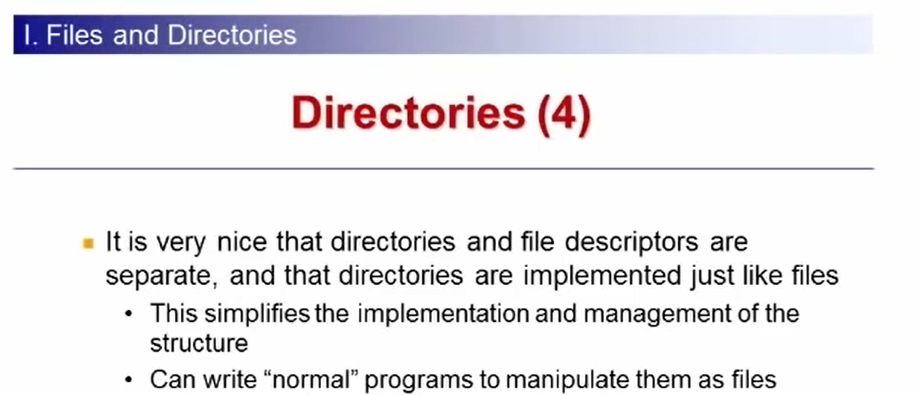 I. Files and Directories
Directories (4)
It is very nice that directories and file descriptors are
separate, and that directories are implemented just like files
• This simplifies the implementation and management of the
structure
• Can write “normal” programs to manipulate them as files